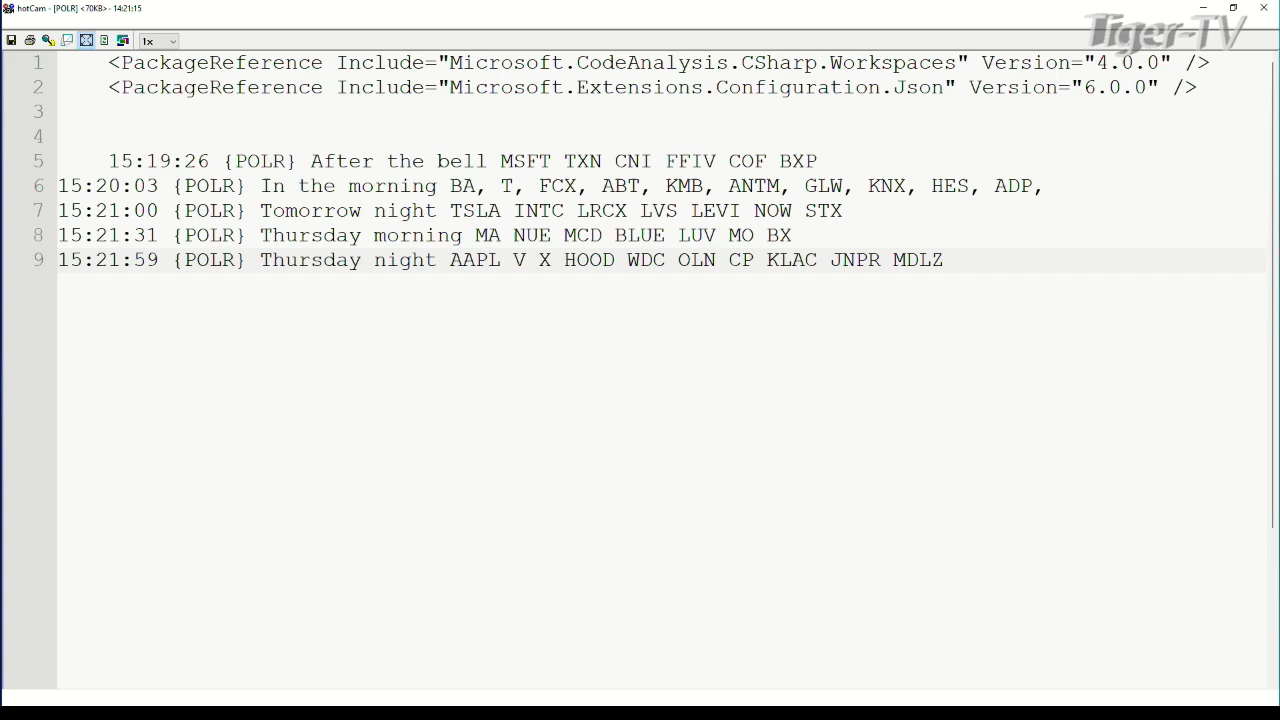 hotCam - [POLR] <70KB> - 14:21:15
Tiger-TV
1x
1 <PackageReference Include="Microsoft.CodeAnalysis.CSharp.Workspaces" Version="4.0.0" />
2 <PackageReference Include="Microsoft.Extensions.Configuration.Json" Version="6.0.0" />
3
4
5 15:19:26 {POLR} After the bell MSFT TXN CNI FFIV COF BXP
6 15:20:03 {POLR} In the morning BA, T, FCX, ABT, KMB, ANTM, GLW, KNX, HES, ADP,
7 15:21:00 {POLR} Tomorrow night TSLA INTC LRCX LVS LEVI NOW STX
8 15:21:31 {POLR} Thursday morning MA NUE MCD BLUE LUV MO BX
9 15:21:59 {POLR} Thursday night AAPL V X HOOD WDC OLN CP KLAC JNPR MDLZ